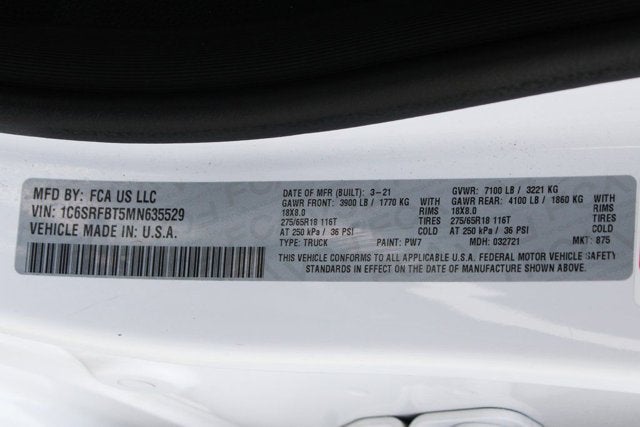 MFD BY: FCA US LLC
VIN: 1C6SRFBT5MN635529
VEHICLE MADE IN: U.S.A.
DATE OF MFR (BUILT): 3-21 GVWR: 7100 LB / 3221 KG
GAWR FRONT: 3900 LB / 1770 KG GAWR REAR: 4100 LB / 1860 KG
18X8.0 RIMS 18X8.0 RIMS
275/65R18 116T TIRES 275/65R18 116T TIRES
AT 250 kPa / 36 PSI COLD AT 250 kPa / 36 PSI COLD
TYPE: TRUCK PAINT: PW7 MDH: 032721 MKT: 875
THIS VEHICLE CONFORMS TO ALL APPLICABLE U.S.A. FEDERAL MOTOR VEHICLE SAFETY
STANDARDS IN EFFECT ON THE DATE OF MANUFACTURE SHOWN ABOVE.